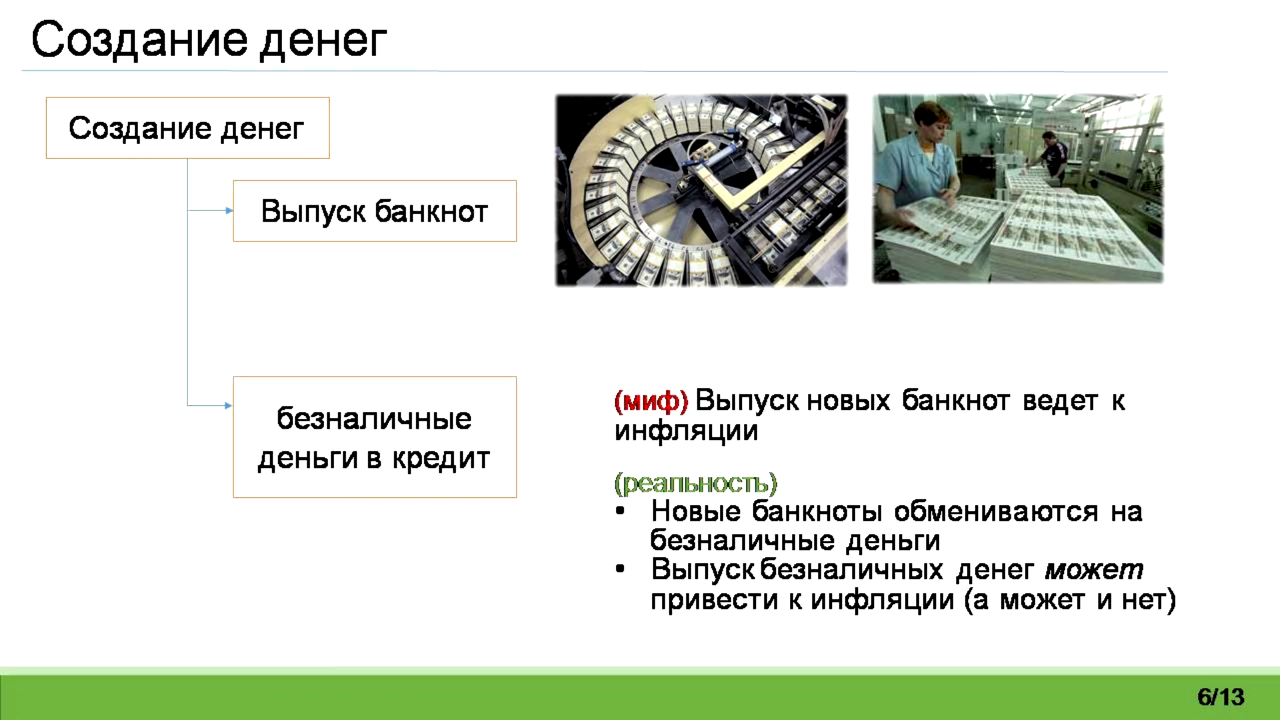 Создание денег
Создание денег
Выпуск банкнот
безналичные
деньги в кредит
(миф) Выпуск новых банкнот ведет к
инфляции
(реальность)
• Новые банкноты обмениваются на
безналичные деньги
• Выпуск безналичных денег может
привести к инфляции (а может и нет)
6/13